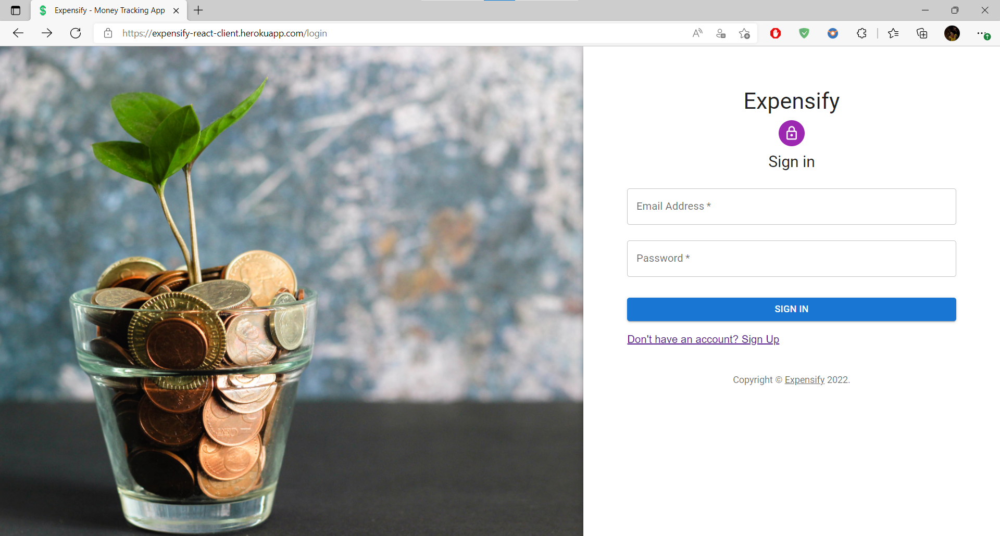 Expensify - Money Tracking App
https://expensify-react-client.herokuapp.com/login
Expensify
Sign in
Email Address *
Password *
SIGN IN
Don't have an account? Sign Up
Copyright © Expensify 2022.